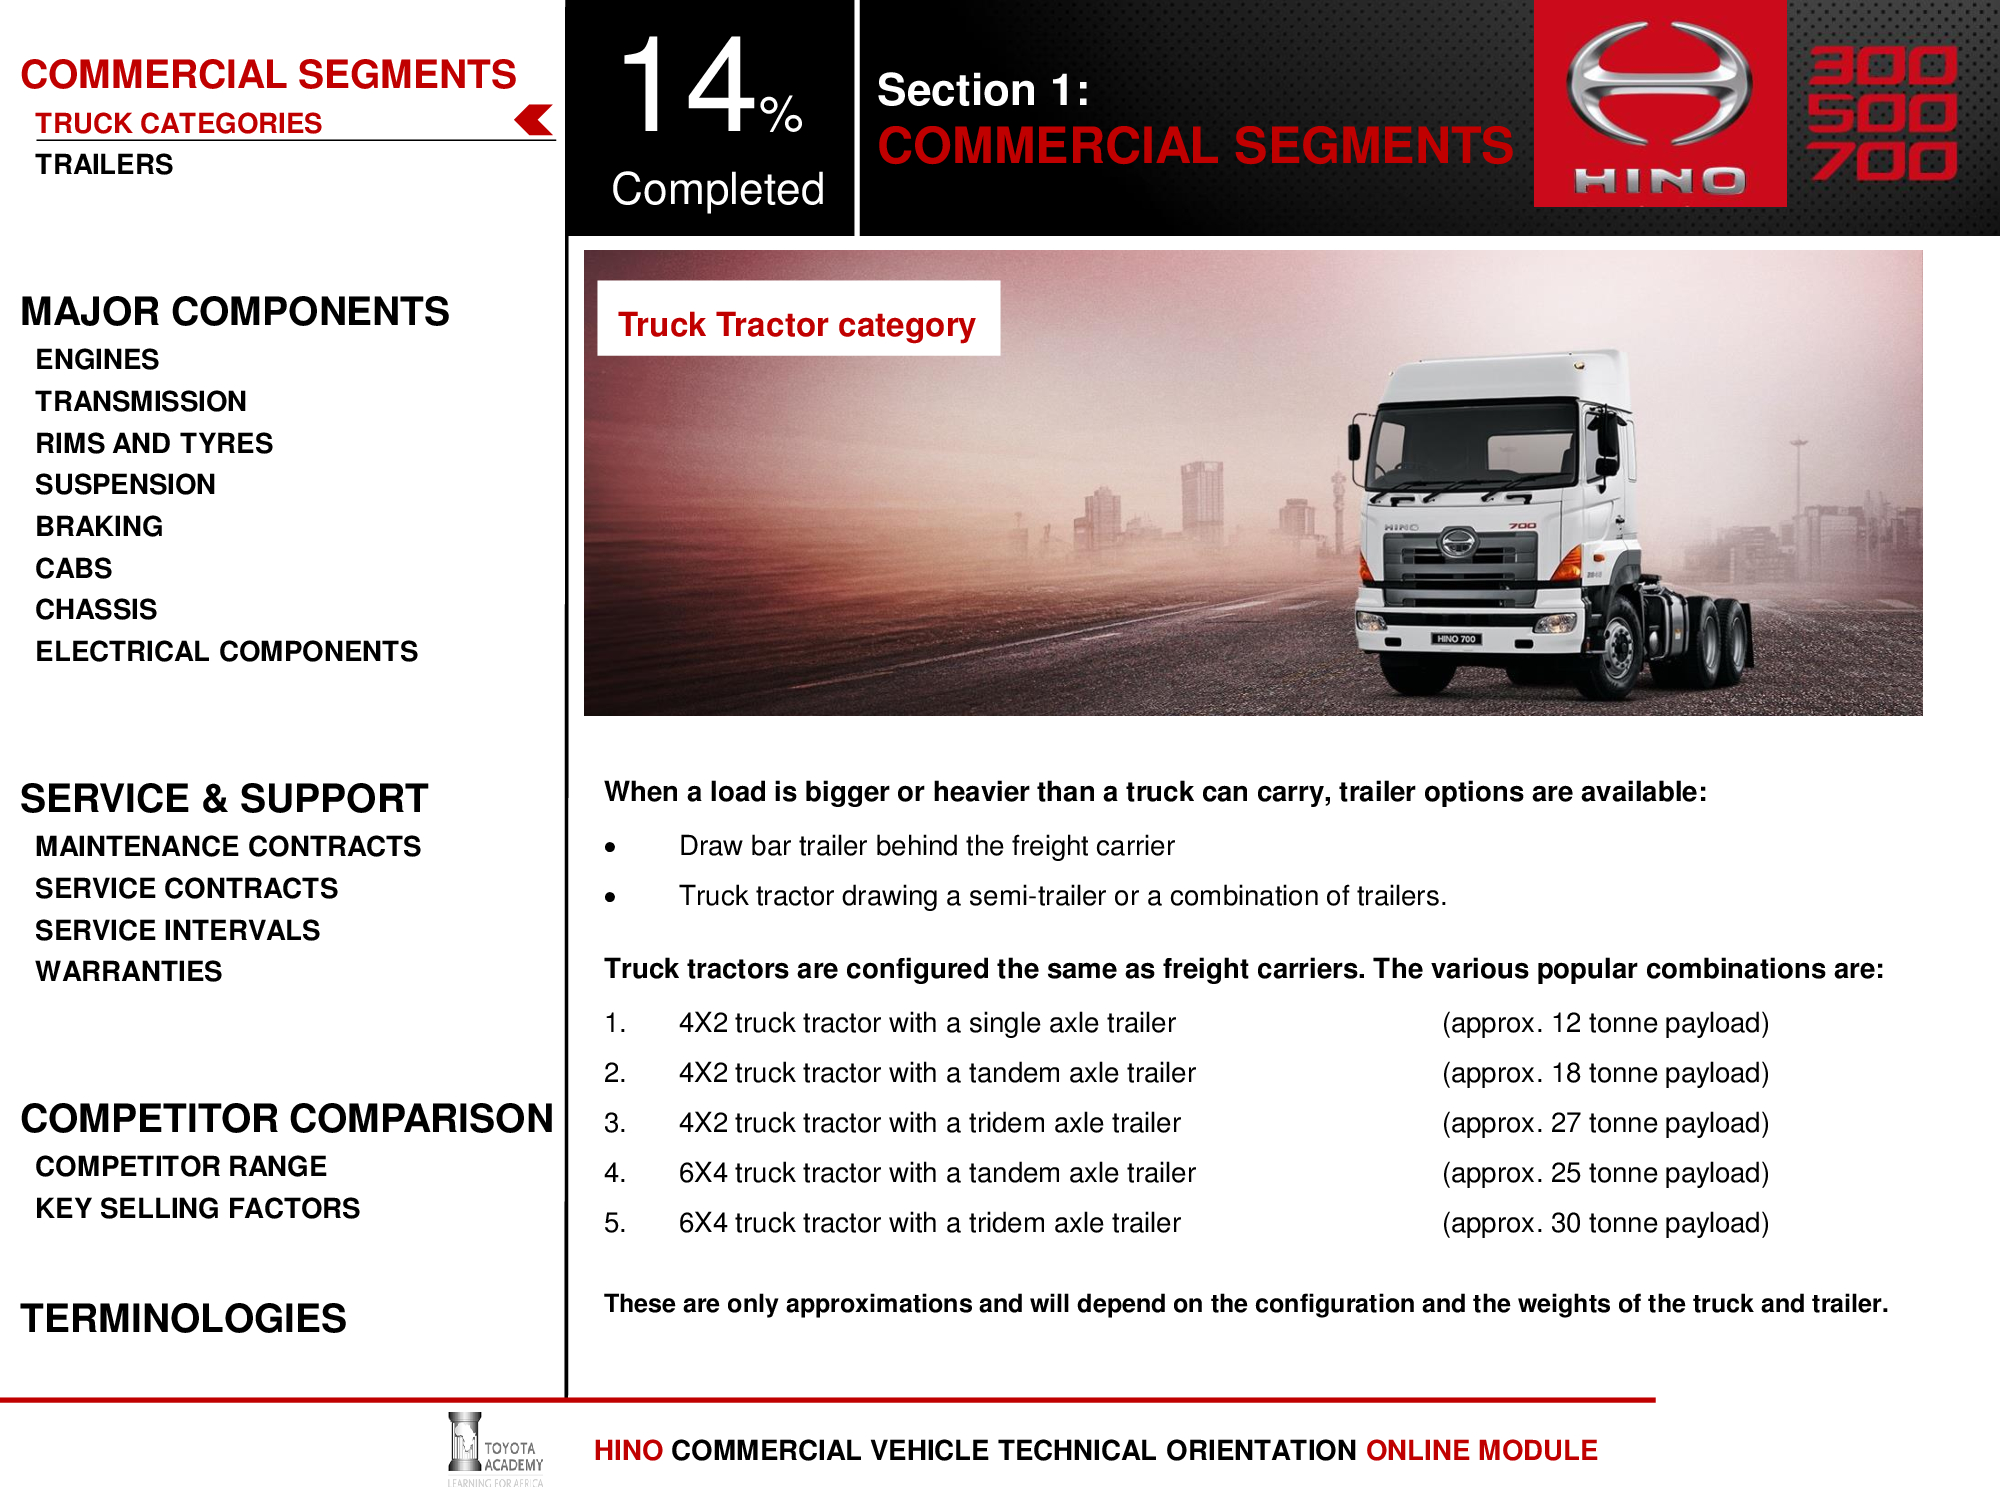 COMMERCIAL SEGMENTS
TRUCK CATEGORIES
TRAILERS
MAJOR COMPONENTS
ENGINES
TRANSMISSION
RIMS AND TYRES
SUSPENSION
BRAKING
CABS
CHASSIS
ELECTRICAL COMPONENTS
SERVICE & SUPPORT
MAINTENANCE CONTRACTS
SERVICE CONTRACTS
SERVICE INTERVALS
WARRANTIES
COMPETITOR COMPARISON
COMPETITOR RANGE
KEY SELLING FACTORS
TERMINOLOGIES
14%
Completed
Section 1:
COMMERCIAL SEGMENTS
HINO
300
500
700
Truck Tractor category
HINO 700
HINO 700
When a load is bigger or heavier than a truck can carry, trailer options are available:
• Draw bar trailer behind the freight carrier
• Truck tractor drawing a semi-trailer or a combination of trailers.
Truck tractors are configured the same as freight carriers. The various popular combinations are:
1. 4X2 truck tractor with a single axle trailer (approx. 12 tonne payload)
2. 4X2 truck tractor with a tandem axle trailer (approx. 18 tonne payload)
3. 4X2 truck tractor with a tridem axle trailer (approx. 27 tonne payload)
4. 6X4 truck tractor with a tandem axle trailer (approx. 25 tonne payload)
5. 6X4 truck tractor with a tridem axle trailer (approx. 30 tonne payload)
These are only approximations and will depend on the configuration and the weights of the truck and trailer.
TOYOTA
ACADEMY
LEARNING FOR AFRICA
HINO COMMERCIAL VEHICLE TECHNICAL ORIENTATION ONLINE MODULE